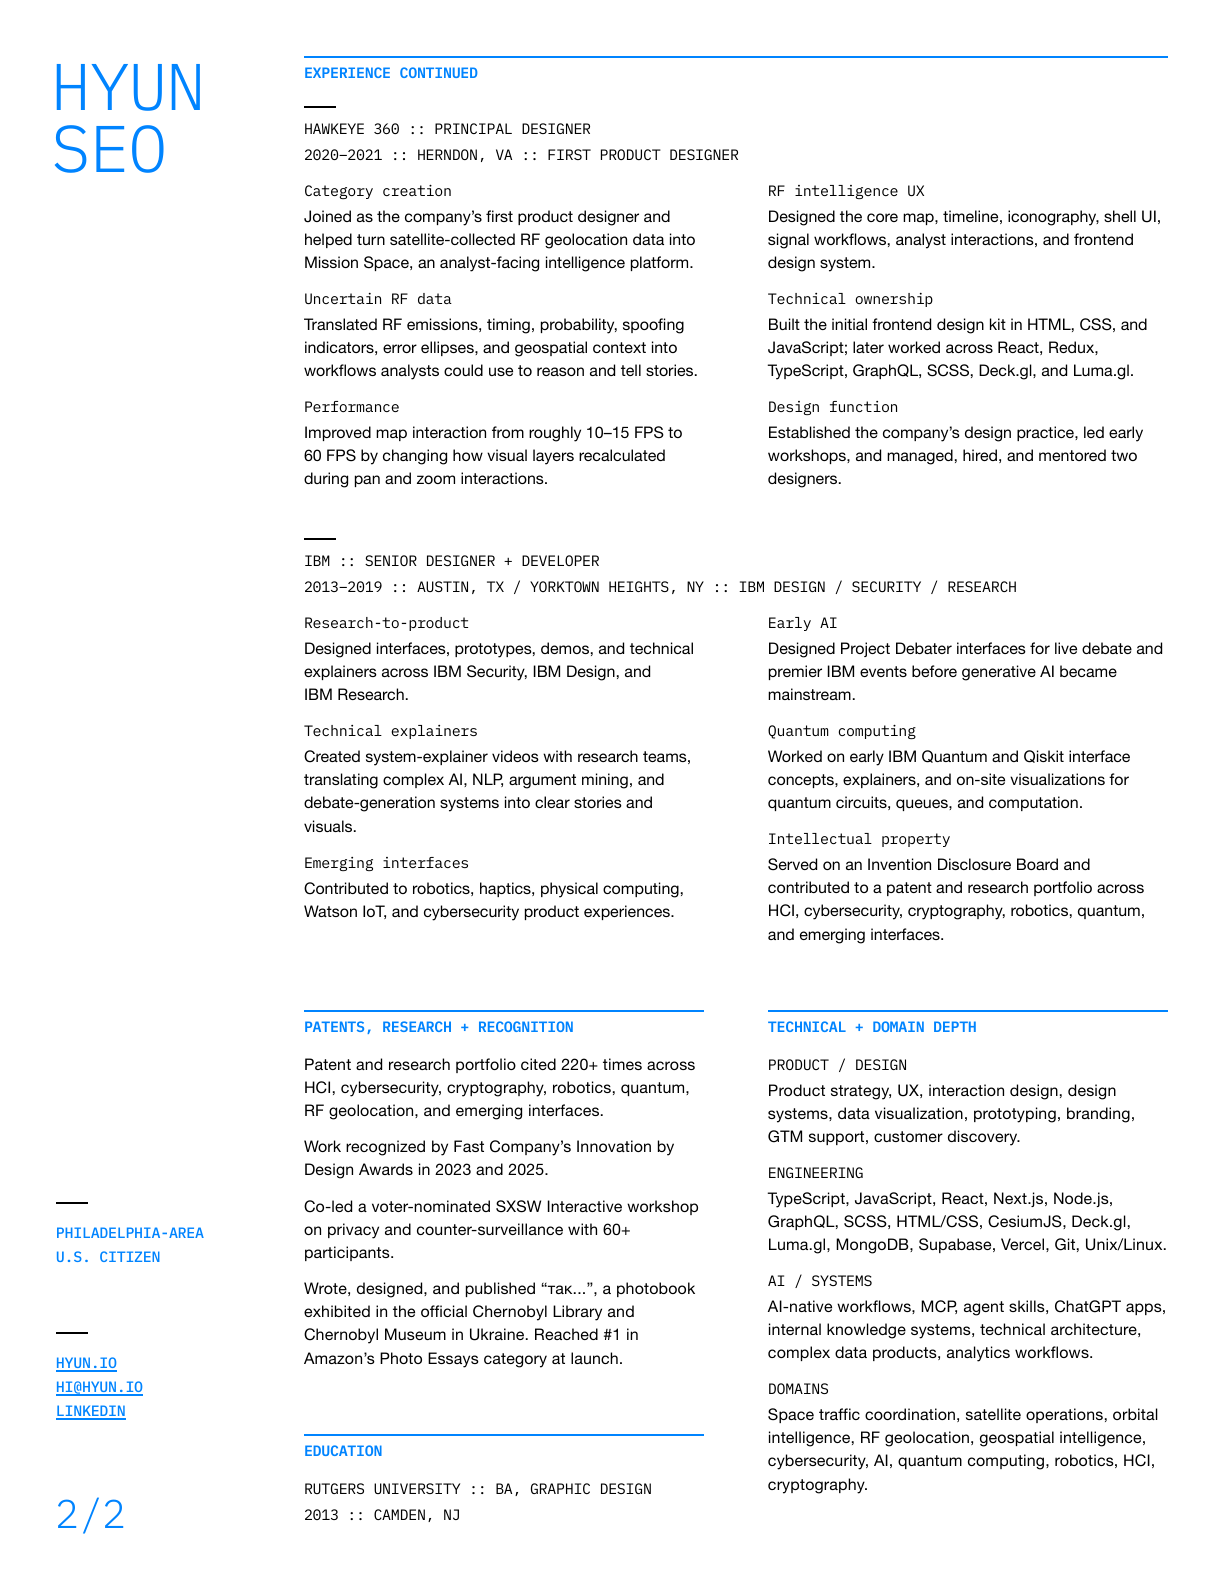 HYUN
SEO
EXPERIENCE CONTINUED
HAWKEYE 360 :: PRINCIPAL DESIGNER
2020–2021 :: HERNDON, VA :: FIRST PRODUCT DESIGNER
Category creation
Joined as the company’s first product designer and
helped turn satellite-collected RF geolocation data into
Mission Space, an analyst-facing intelligence platform.
Uncertain RF data
Translated RF emissions, timing, probability, spoofing
indicators, error ellipses, and geospatial context into
workflows analysts could use to reason and tell stories.
Performance
Improved map interaction from roughly 10–15 FPS to
60 FPS by changing how visual layers recalculated
during pan and zoom interactions.
RF intelligence UX
Designed the core map, timeline, iconography, shell UI,
signal workflows, analyst interactions, and frontend
design system.
Technical ownership
Built the initial frontend design kit in HTML, CSS, and
JavaScript; later worked across React, Redux,
TypeScript, GraphQL, SCSS, Deck.gl, and Luma.gl.
Design function
Established the company’s design practice, led early
workshops, and managed, hired, and mentored two
designers.
IBM :: SENIOR DESIGNER + DEVELOPER
2013–2019 :: AUSTIN, TX / YORKTOWN HEIGHTS, NY :: IBM DESIGN / SECURITY / RESEARCH
Research-to-product
Designed interfaces, prototypes, demos, and technical
explainers across IBM Security, IBM Design, and
IBM Research.
Technical explainers
Created system-explainer videos with research teams,
translating complex AI, NLP, argument mining, and
debate-generation systems into clear stories and
visuals.
Emerging interfaces
Contributed to robotics, haptics, physical computing,
Watson IoT, and cybersecurity product experiences.
Early AI
Designed Project Debater interfaces for live debate and
premier IBM events before generative AI became
mainstream.
Quantum computing
Worked on early IBM Quantum and Qiskit interface
concepts, explainers, and on-site visualizations for
quantum circuits, queues, and computation.
Intellectual property
Served on an Invention Disclosure Board and
contributed to a patent and research portfolio across
HCI, cybersecurity, cryptography, robotics, quantum,
and emerging interfaces.
PATENTS, RESEARCH + RECOGNITION
Patent and research portfolio cited 220+ times across
HCI, cybersecurity, cryptography, robotics, quantum,
RF geolocation, and emerging interfaces.
Work recognized by Fast Company’s Innovation by
Design Awards in 2023 and 2025.
Co-led a voter-nominated SXSW Interactive workshop
on privacy and counter-surveillance with 60+
participants.
Wrote, designed, and published “так...”, a photobook
exhibited in the official Chernobyl Library and
Chernobyl Museum in Ukraine. Reached #1 in
Amazon’s Photo Essays category at launch.
EDUCATION
RUTGERS UNIVERSITY :: BA, GRAPHIC DESIGN
2013 :: CAMDEN, NJ
TECHNICAL + DOMAIN DEPTH
PRODUCT / DESIGN
Product strategy, UX, interaction design, design
systems, data visualization, prototyping, branding,
GTM support, customer discovery.
ENGINEERING
TypeScript, JavaScript, React, Next.js, Node.js,
GraphQL, SCSS, HTML/CSS, CesiumJS, Deck.gl,
Luma.gl, MongoDB, Supabase, Vercel, Git, Unix/Linux.
AI / SYSTEMS
AI-native workflows, MCP, agent skills, ChatGPT apps,
internal knowledge systems, technical architecture,
complex data products, analytics workflows.
DOMAINS
Space traffic coordination, satellite operations, orbital
intelligence, RF geolocation, geospatial intelligence,
cybersecurity, AI, quantum computing, robotics, HCI,
cryptography.
PHILADELPHIA-AREA
U.S. CITIZEN
HYUN.IO
HI@HYUN.IO
LINKEDIN
2/2